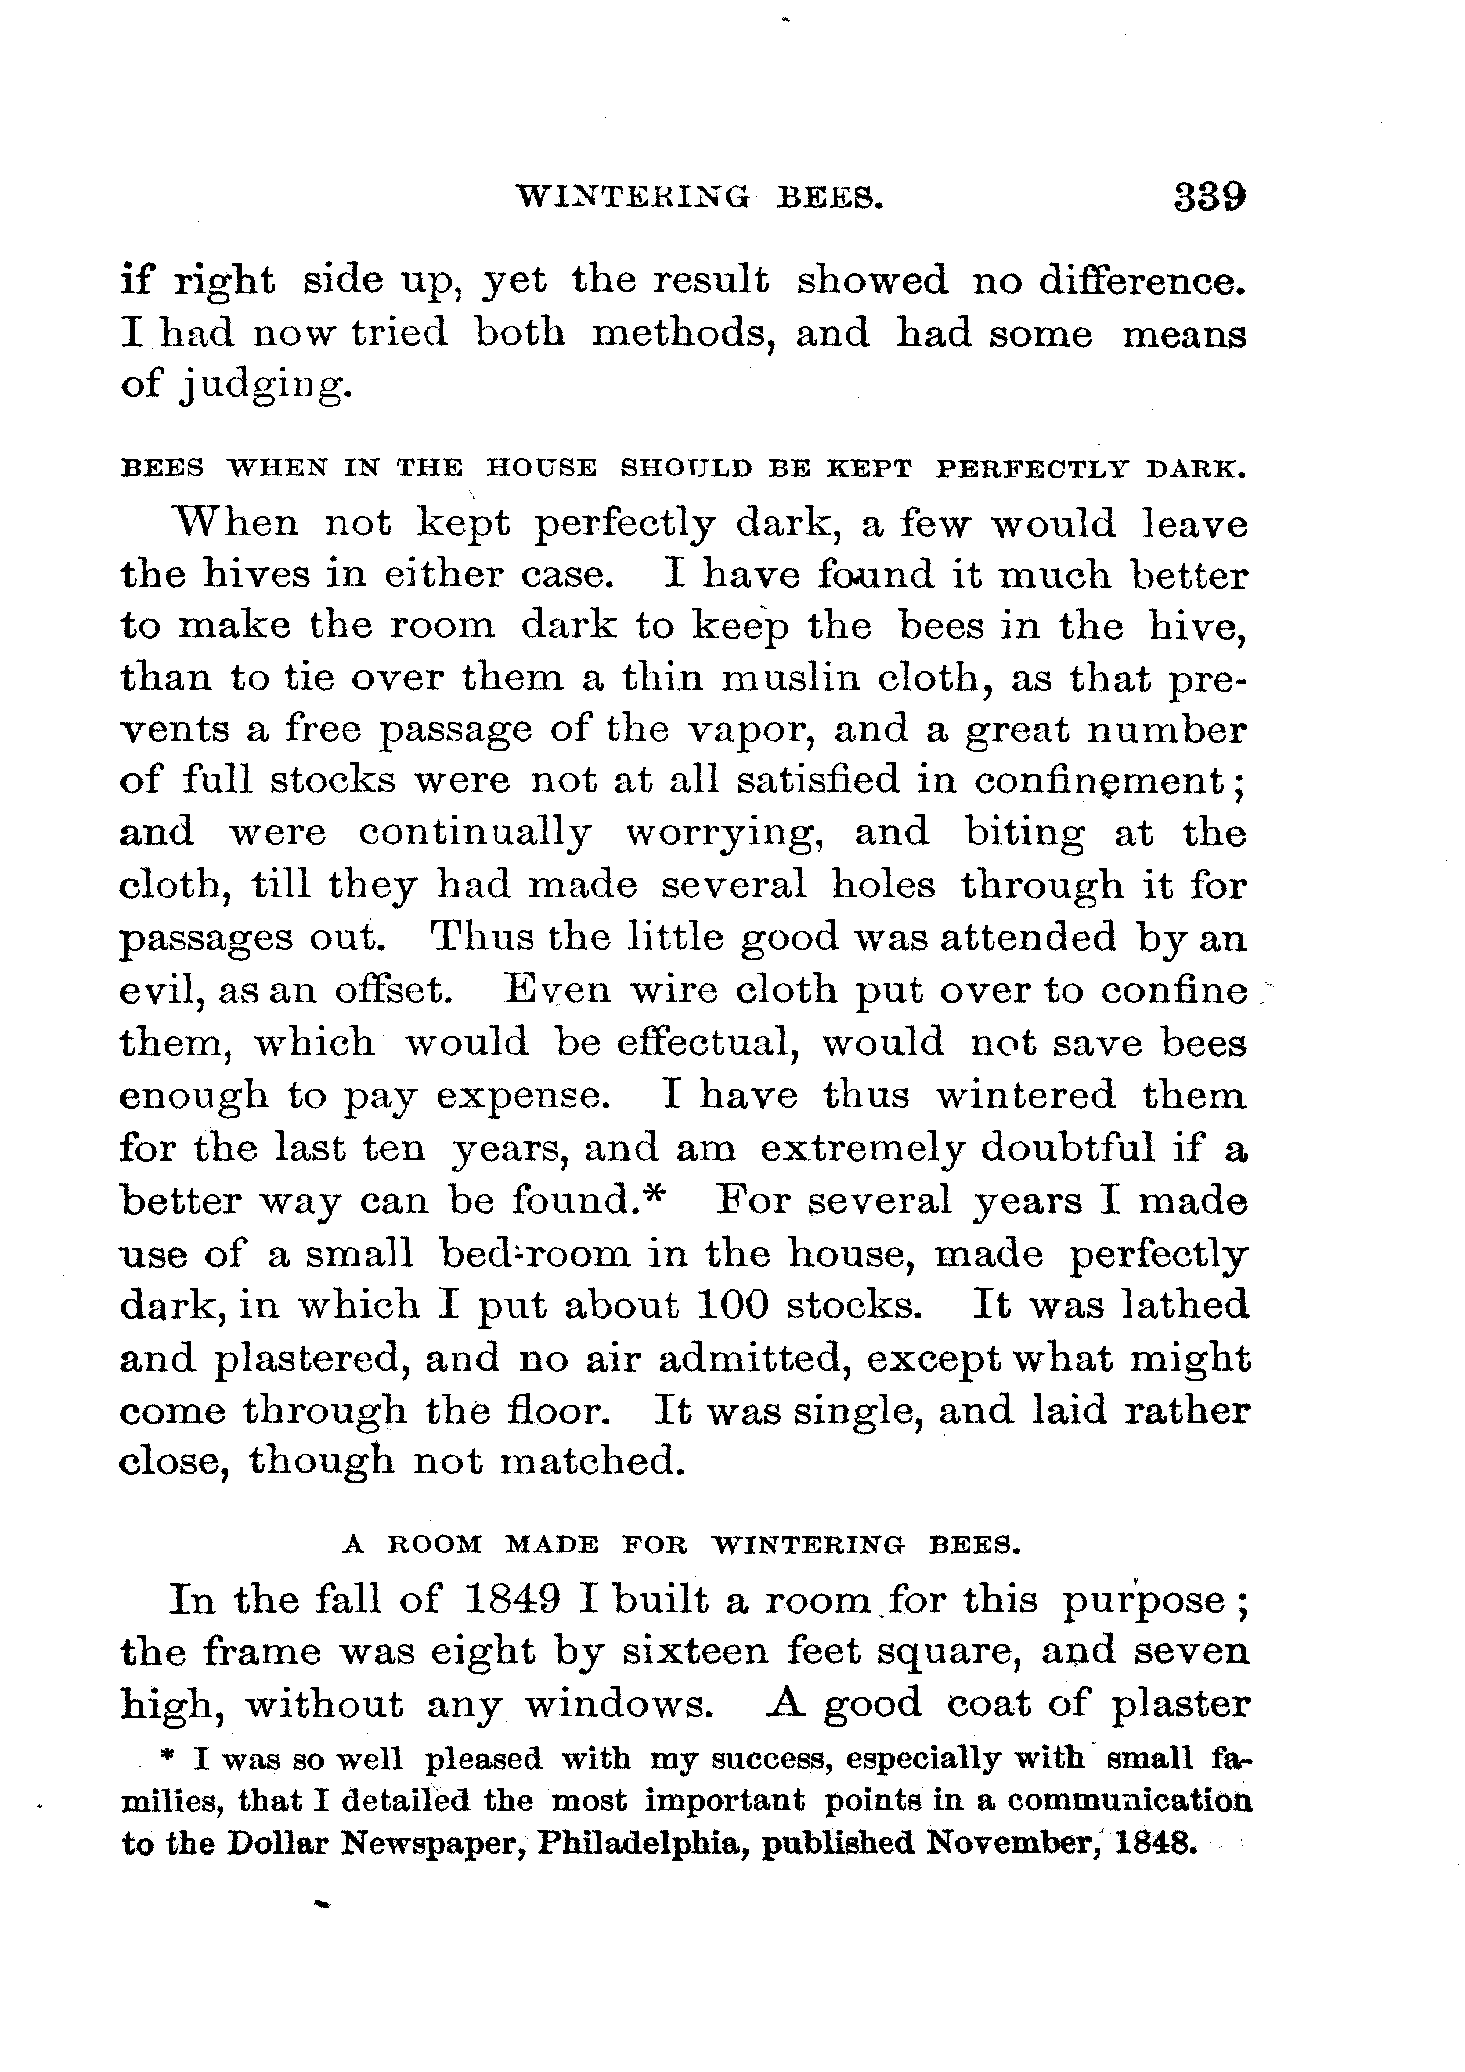 WINTERING BEES. 339
if right side up, yet the result showed no difference.
I had now tried both methods, and had some means
of judging.
BEES WHEN IN THE HOUSE SHOULD BE KEPT PERFECTLY DARK.
When not kept perfectly dark, a few would leave
the hives in either case. I have found it much better
to make the room dark to keep the bees in the hive,
than to tie over them a thin muslin cloth, as that pre-
vents a free passage of the vapor, and a great number
of full stocks were not at all satisfied in confinement;
and were continually worrying, and biting at the
cloth, till they had made several holes through it for
passages out. Thus the little good was attended by an
evil, as an offset. Even wire cloth put over to confine
them, which would be effectual, would not save bees
enough to pay expense. I have thus wintered them
for the last ten years, and am extremely doubtful if a
better way can be found.* For several years I made
use of a small bed-room in the house, made perfectly
dark, in which I put about 100 stocks. It was lathed
and plastered, and no air admitted, except what might
come through the floor. It was single, and laid rather
close, though not matched.
A ROOM MADE FOR WINTERING BEES.
In the fall of 1849 I built a room for this purpose;
the frame was eight by sixteen feet square, and seven
high, without any windows. A good coat of plaster
* I was so well pleased with my success, especially with small fa-
milies, that I detailed the most important points in a communication
to the Dollar Newspaper, Philadelphia, published November, 1848.